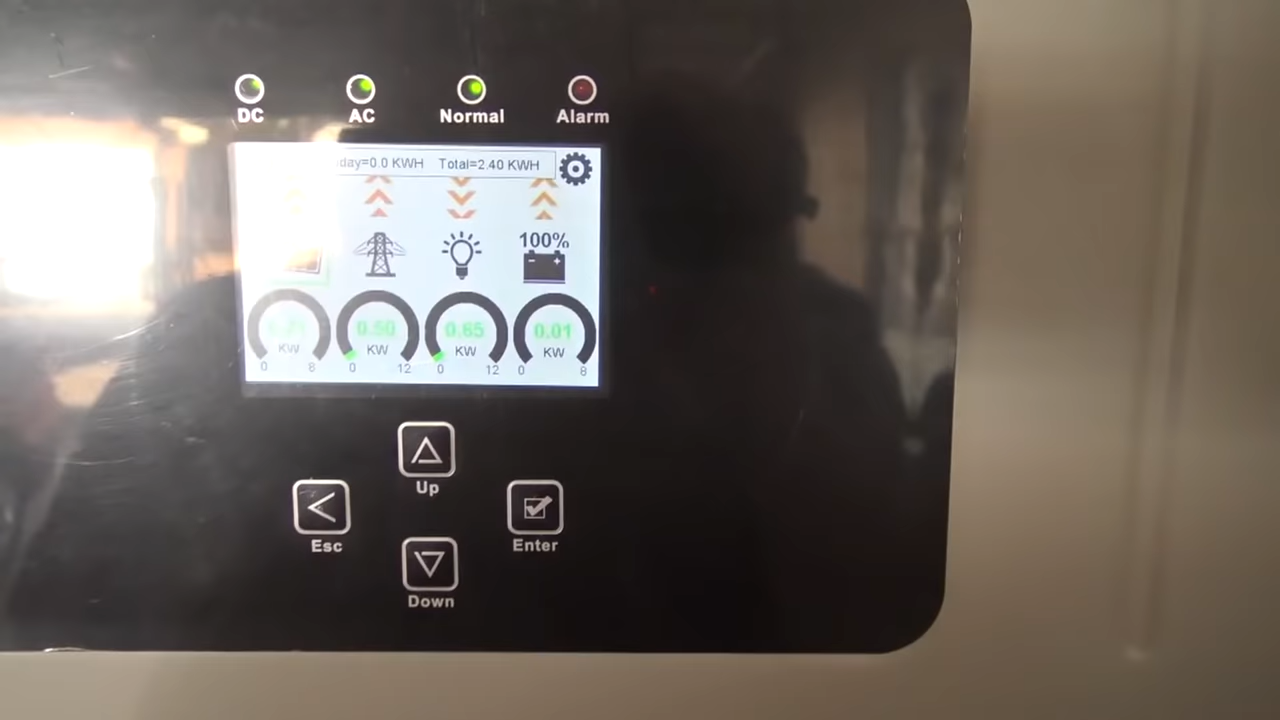 DC AC Normal Alarm
day=0.0 KWH Total=2.40 KWH
100%
0.50 0.65 0.01
KW KW KW KW
0 8 0 12 0 12 0 8
Up
Esc Enter
Down